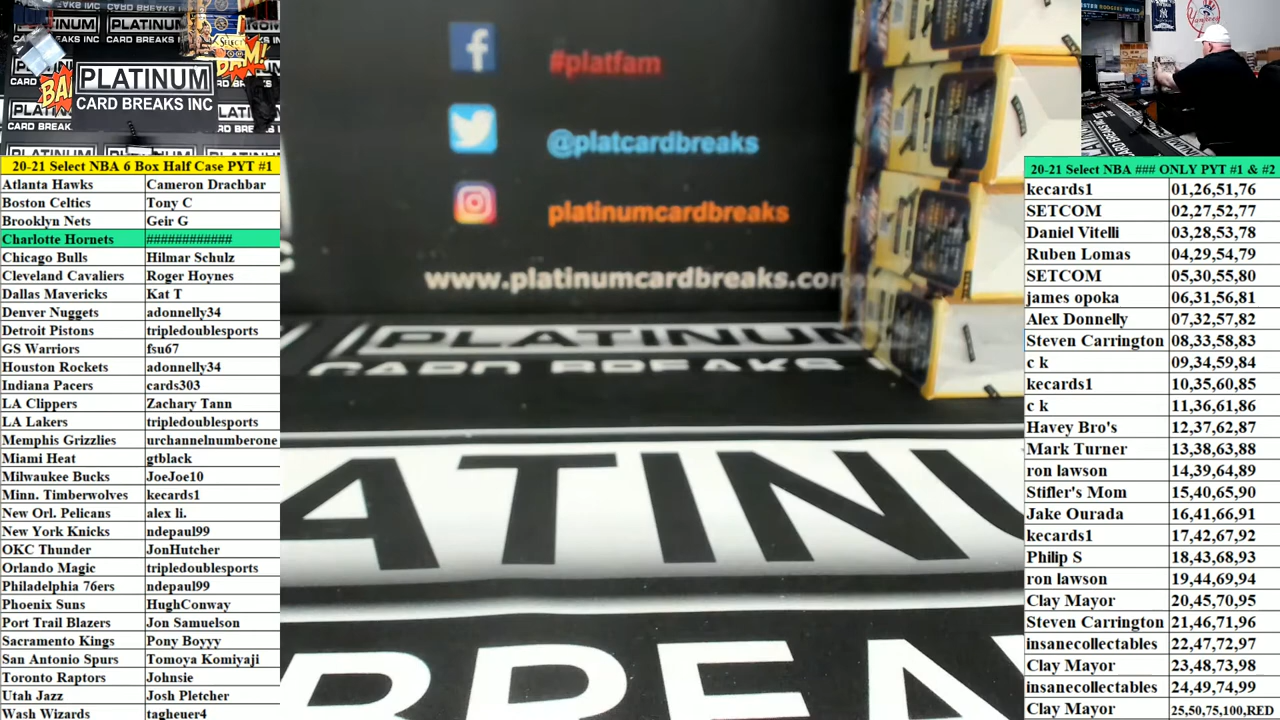 PLATINUM
CARD BREAKS INC
20-21 Select NBA 6 Box Half Case PYT #1
Atlanta Hawks Cameron Drachbar
Boston Celtics Tony C
Brooklyn Nets Geir G
Charlotte Hornets ############
Chicago Bulls Hilmar Schulz
Cleveland Cavaliers Roger Hoynes
Dallas Mavericks Kat T
Denver Nuggets adonnelly34
Detroit Pistons tripledoublesports
GS Warriors fsu67
Houston Rockets adonnelly34
Indiana Pacers cards303
LA Clippers Zachary Tann
LA Lakers tripledoublesports
Memphis Grizzlies urchannelnumberone
Miami Heat gtblack
Milwaukee Bucks JoeJoe10
Minn. Timberwolves kecards1
New Orl. Pelicans alex li.
New York Knicks ndepaul99
OKC Thunder JonHutcher
Orlando Magic tripledoublesports
Philadelphia 76ers ndepaul99
Phoenix Suns HughConway
Port Trail Blazers Jon Samuelson
Sacramento Kings Pony Boyyy
San Antonio Spurs Tomoya Komiyaji
Toronto Raptors Johnsie
Utah Jazz Josh Pletcher
Wash Wizards tagheuer4
#platfam
@platcardbreaks
platinumcardbreaks
www.platinumcardbreaks.com
PLATINUM
CARD BREAKS
ATINU
BREA
20-21 Select NBA ### ONLY PYT #1 & #2
kecards1 01,26,51,76
SETCOM 02,27,52,77
Daniel Vitelli 03,28,53,78
Ruben Lomas 04,29,54,79
SETCOM 05,30,55,80
james opoka 06,31,56,81
Alex Donnelly 07,32,57,82
Steven Carrington 08,33,58,83
c k 09,34,59,84
kecards1 10,35,60,85
c k 11,36,61,86
Havey Bro's 12,37,62,87
Mark Turner 13,38,63,88
ron lawson 14,39,64,89
Stifler's Mom 15,40,65,90
Jake Ourada 16,41,66,91
kecards1 17,42,67,92
Philip S 18,43,68,93
ron lawson 19,44,69,94
Clay Mayor 20,45,70,95
Steven Carrington 21,46,71,96
insanecollectables 22,47,72,97
Clay Mayor 23,48,73,98
insanecollectables 24,49,74,99
Clay Mayor 25,50,75,100,RED